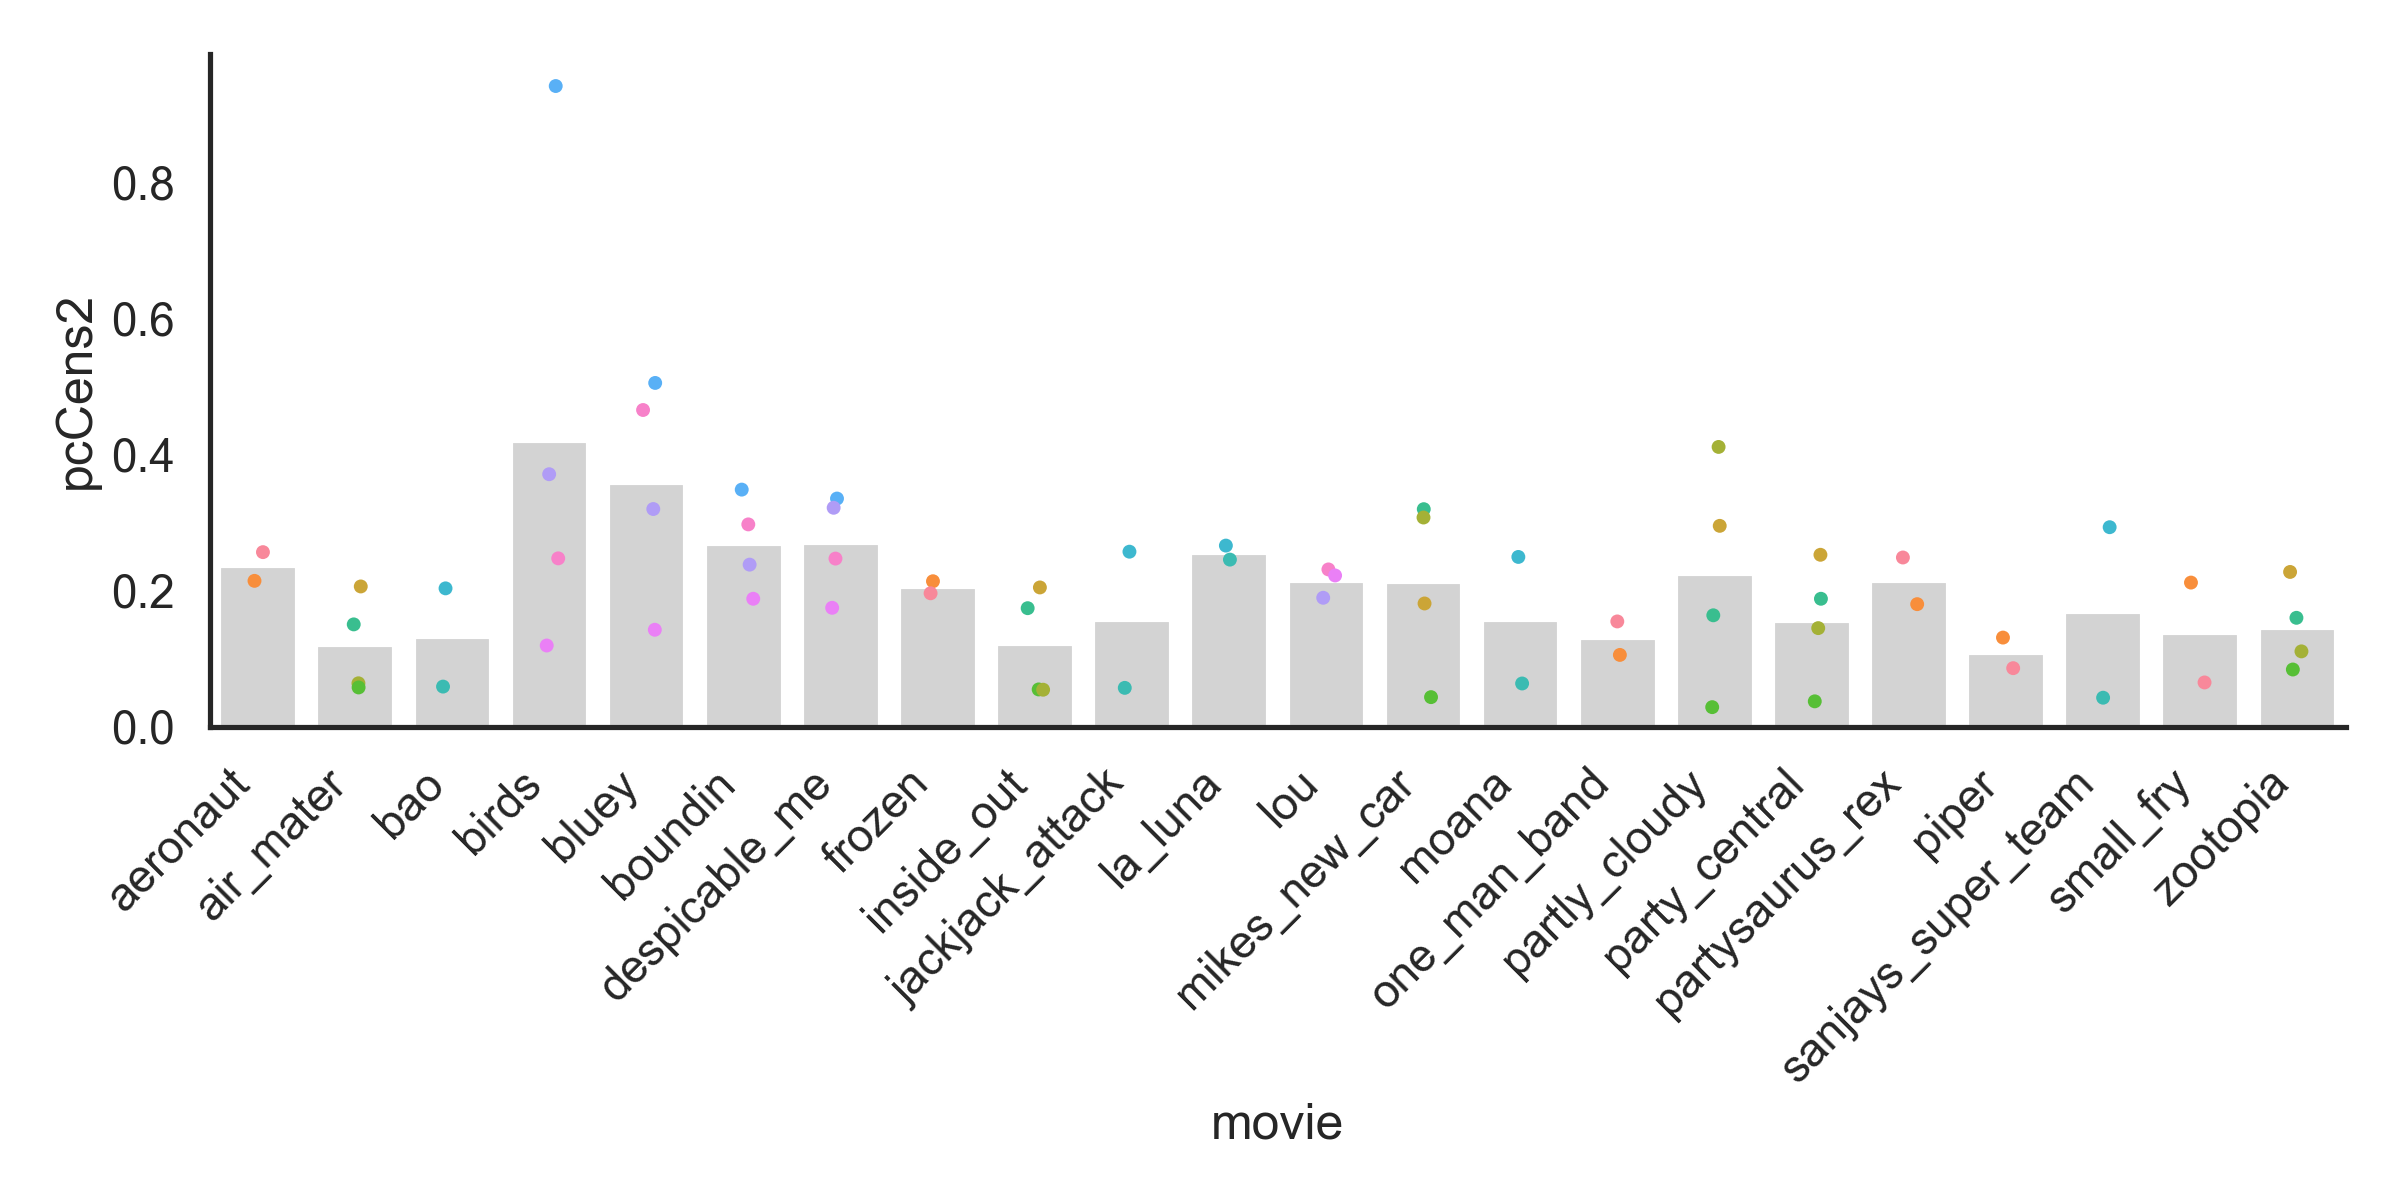 pcCens2
0.8
0.6
0.4
0.2
0.0
aeronaut
air_mater
bao
birds
bluey
boundin
despicable_me
frozen
inside_out
jackjack_attack
la_luna
lou
mikes_new_car
moana
one_man_band
partly_cloudy
party_central
partysaurus_rex
piper
sanjays_super_team
small_fry
zootopia
movie